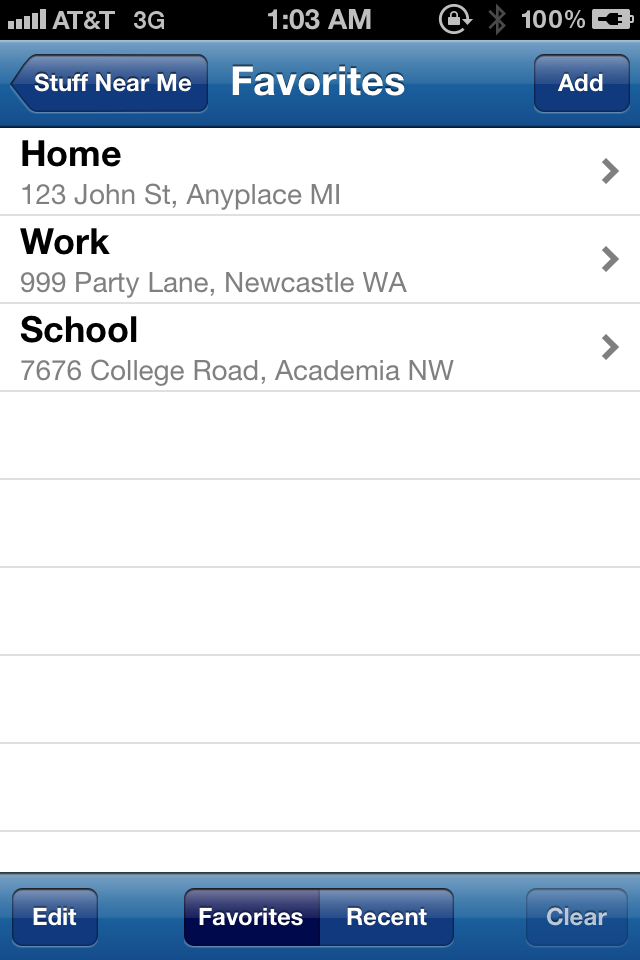 AT&T 3G 1:03 AM 100%
Stuff Near Me Favorites Add
Home
123 John St, Anyplace MI
Work
999 Party Lane, Newcastle WA
School
7676 College Road, Academia NW
Edit Favorites Recent Clear